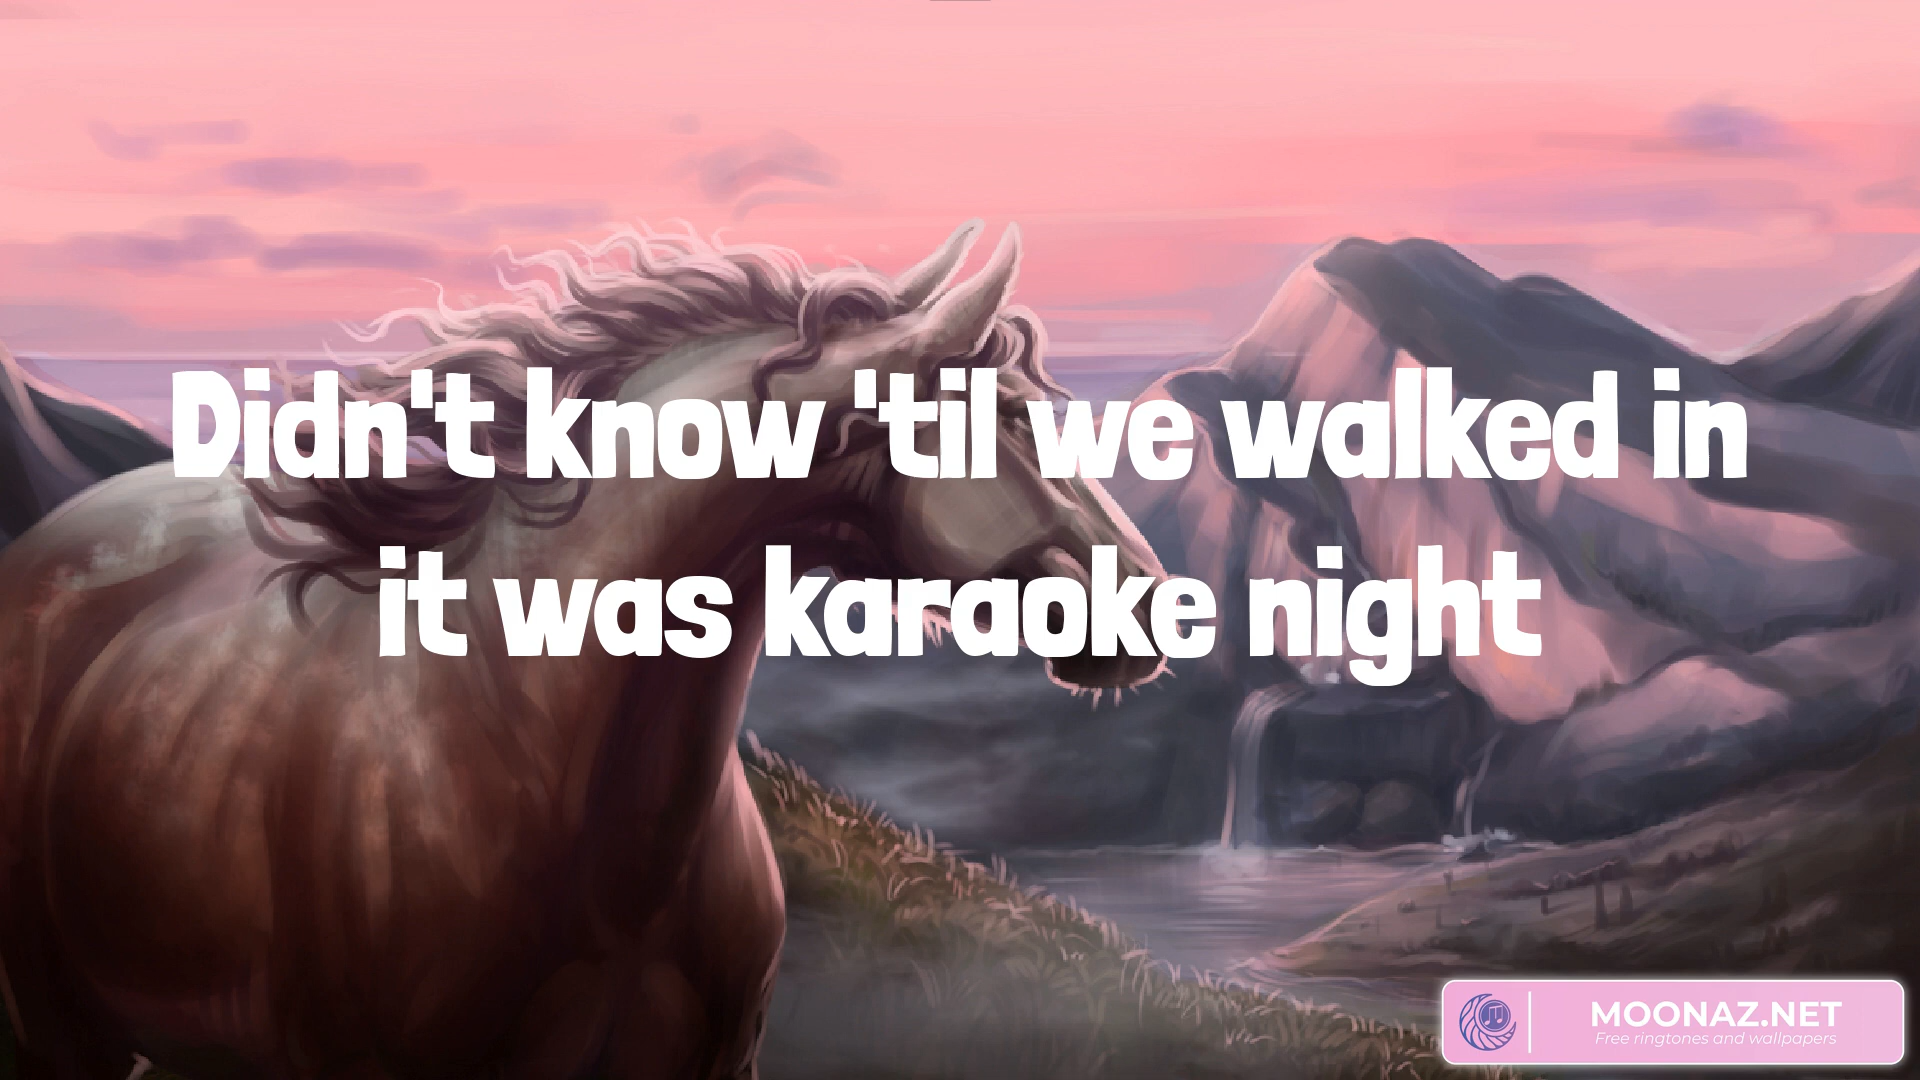 Didn't know 'til we walked in
it was karaoke night
MOONAZ.NET
Free ringtones and wallpapers